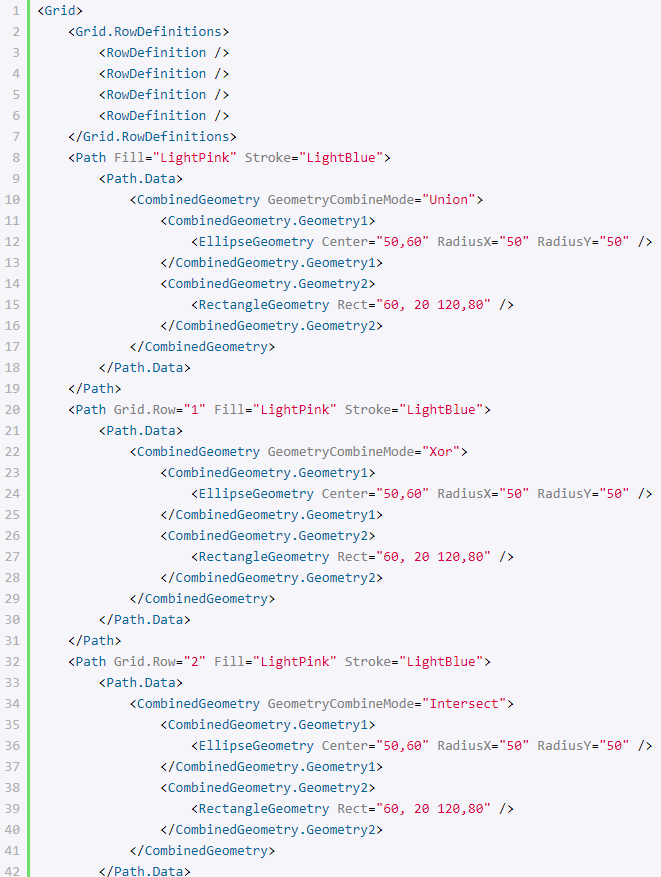 1 <Grid>
2     <Grid.RowDefinitions>
3         <RowDefinition />
4         <RowDefinition />
5         <RowDefinition />
6         <RowDefinition />
7     </Grid.RowDefinitions>
8     <Path Fill="LightPink" Stroke="LightBlue">
9         <Path.Data>
10             <CombinedGeometry GeometryCombineMode="Union">
11                 <CombinedGeometry.Geometry1>
12                     <EllipseGeometry Center="50,60" RadiusX="50" RadiusY="50" />
13                 </CombinedGeometry.Geometry1>
14                 <CombinedGeometry.Geometry2>
15                     <RectangleGeometry Rect="60, 20 120,80" />
16                 </CombinedGeometry.Geometry2>
17             </CombinedGeometry>
18         </Path.Data>
19     </Path>
20     <Path Grid.Row="1" Fill="LightPink" Stroke="LightBlue">
21         <Path.Data>
22             <CombinedGeometry GeometryCombineMode="Xor">
23                 <CombinedGeometry.Geometry1>
24                     <EllipseGeometry Center="50,60" RadiusX="50" RadiusY="50" />
25                 </CombinedGeometry.Geometry1>
26                 <CombinedGeometry.Geometry2>
27                     <RectangleGeometry Rect="60, 20 120,80" />
28                 </CombinedGeometry.Geometry2>
29             </CombinedGeometry>
30         </Path.Data>
31     </Path>
32     <Path Grid.Row="2" Fill="LightPink" Stroke="LightBlue">
33         <Path.Data>
34             <CombinedGeometry GeometryCombineMode="Intersect">
35                 <CombinedGeometry.Geometry1>
36                     <EllipseGeometry Center="50,60" RadiusX="50" RadiusY="50" />
37                 </CombinedGeometry.Geometry1>
38                 <CombinedGeometry.Geometry2>
39                     <RectangleGeometry Rect="60, 20 120,80" />
40                 </CombinedGeometry.Geometry2>
41             </CombinedGeometry>
42         </Path.Data>